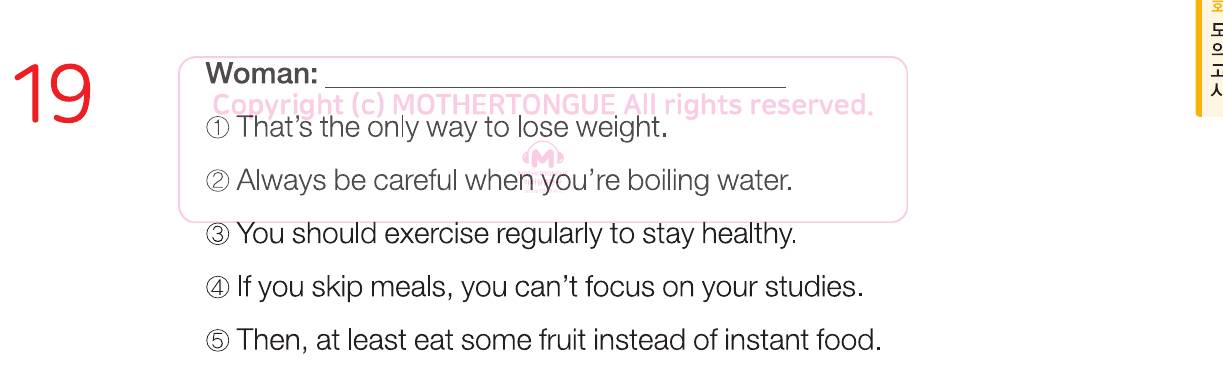 회
모
의
고
사
19
Woman: ____________________
Copyright (c) MOTHERTONGUE All rights reserved.
① That's the only way to lose weight.
M
② Always be careful when you're boiling water.
③ You should exercise regularly to stay healthy.
④ If you skip meals, you can't focus on your studies.
⑤ Then, at least eat some fruit instead of instant food.